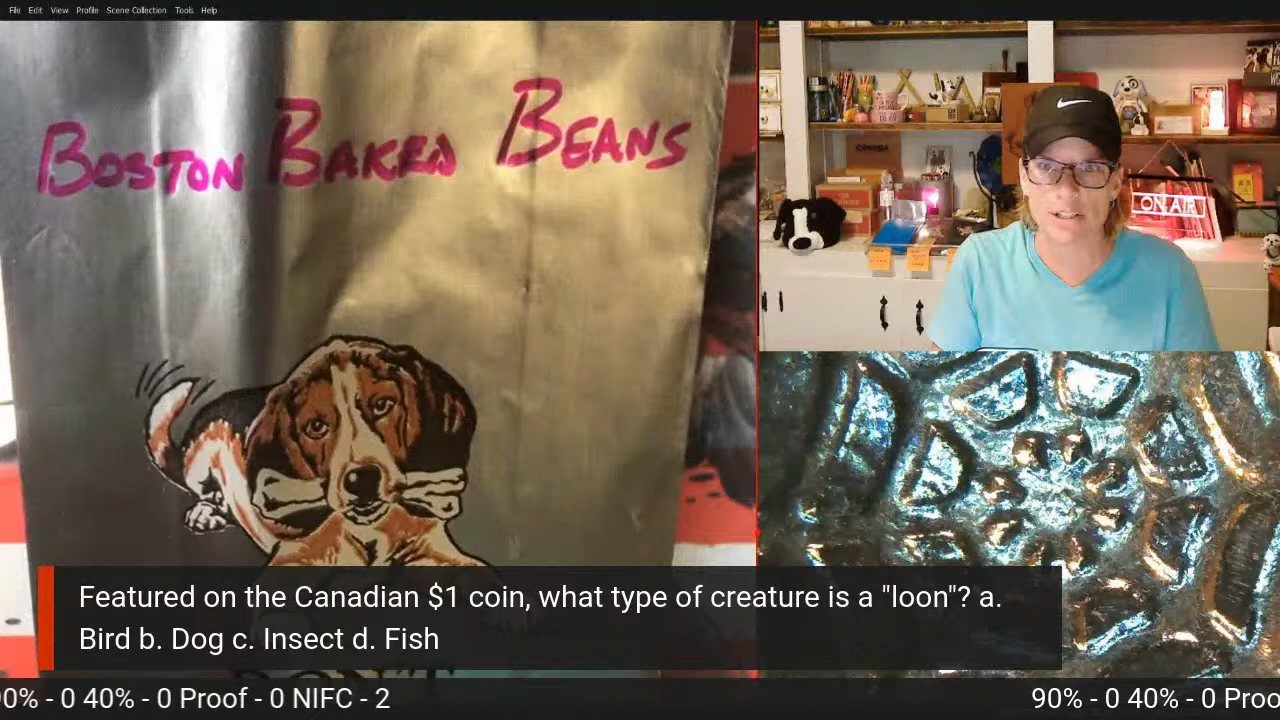 File Edit View Profile Scene Collection Tools Help
BOSTON BAKED BEANS
ON AIR
Featured on the Canadian $1 coin, what type of creature is a "loon"? a.
Bird b. Dog c. Insect d. Fish
0% - 0 40% - 0 Proof - 0 NIFC - 2
90% - 0 40% - 0 Proo